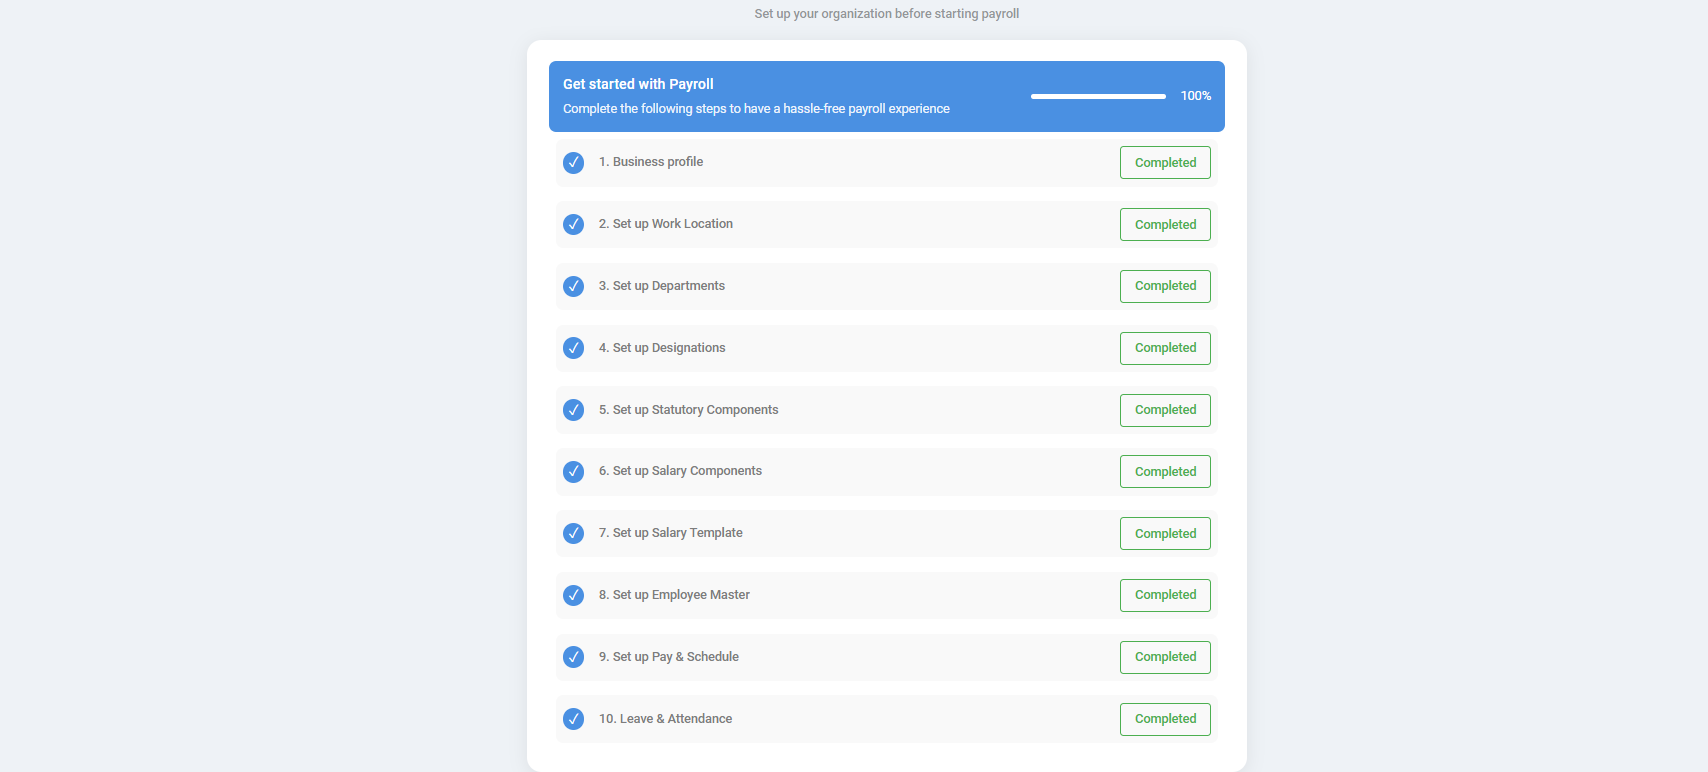 Set up your organization before starting payroll
Get started with Payroll
Complete the following steps to have a hassle-free payroll experience
100%
1. Business profile
Completed
2. Set up Work Location
Completed
3. Set up Departments
Completed
4. Set up Designations
Completed
5. Set up Statutory Components
Completed
6. Set up Salary Components
Completed
7. Set up Salary Template
Completed
8. Set up Employee Master
Completed
9. Set up Pay & Schedule
Completed
10. Leave & Attendance
Completed